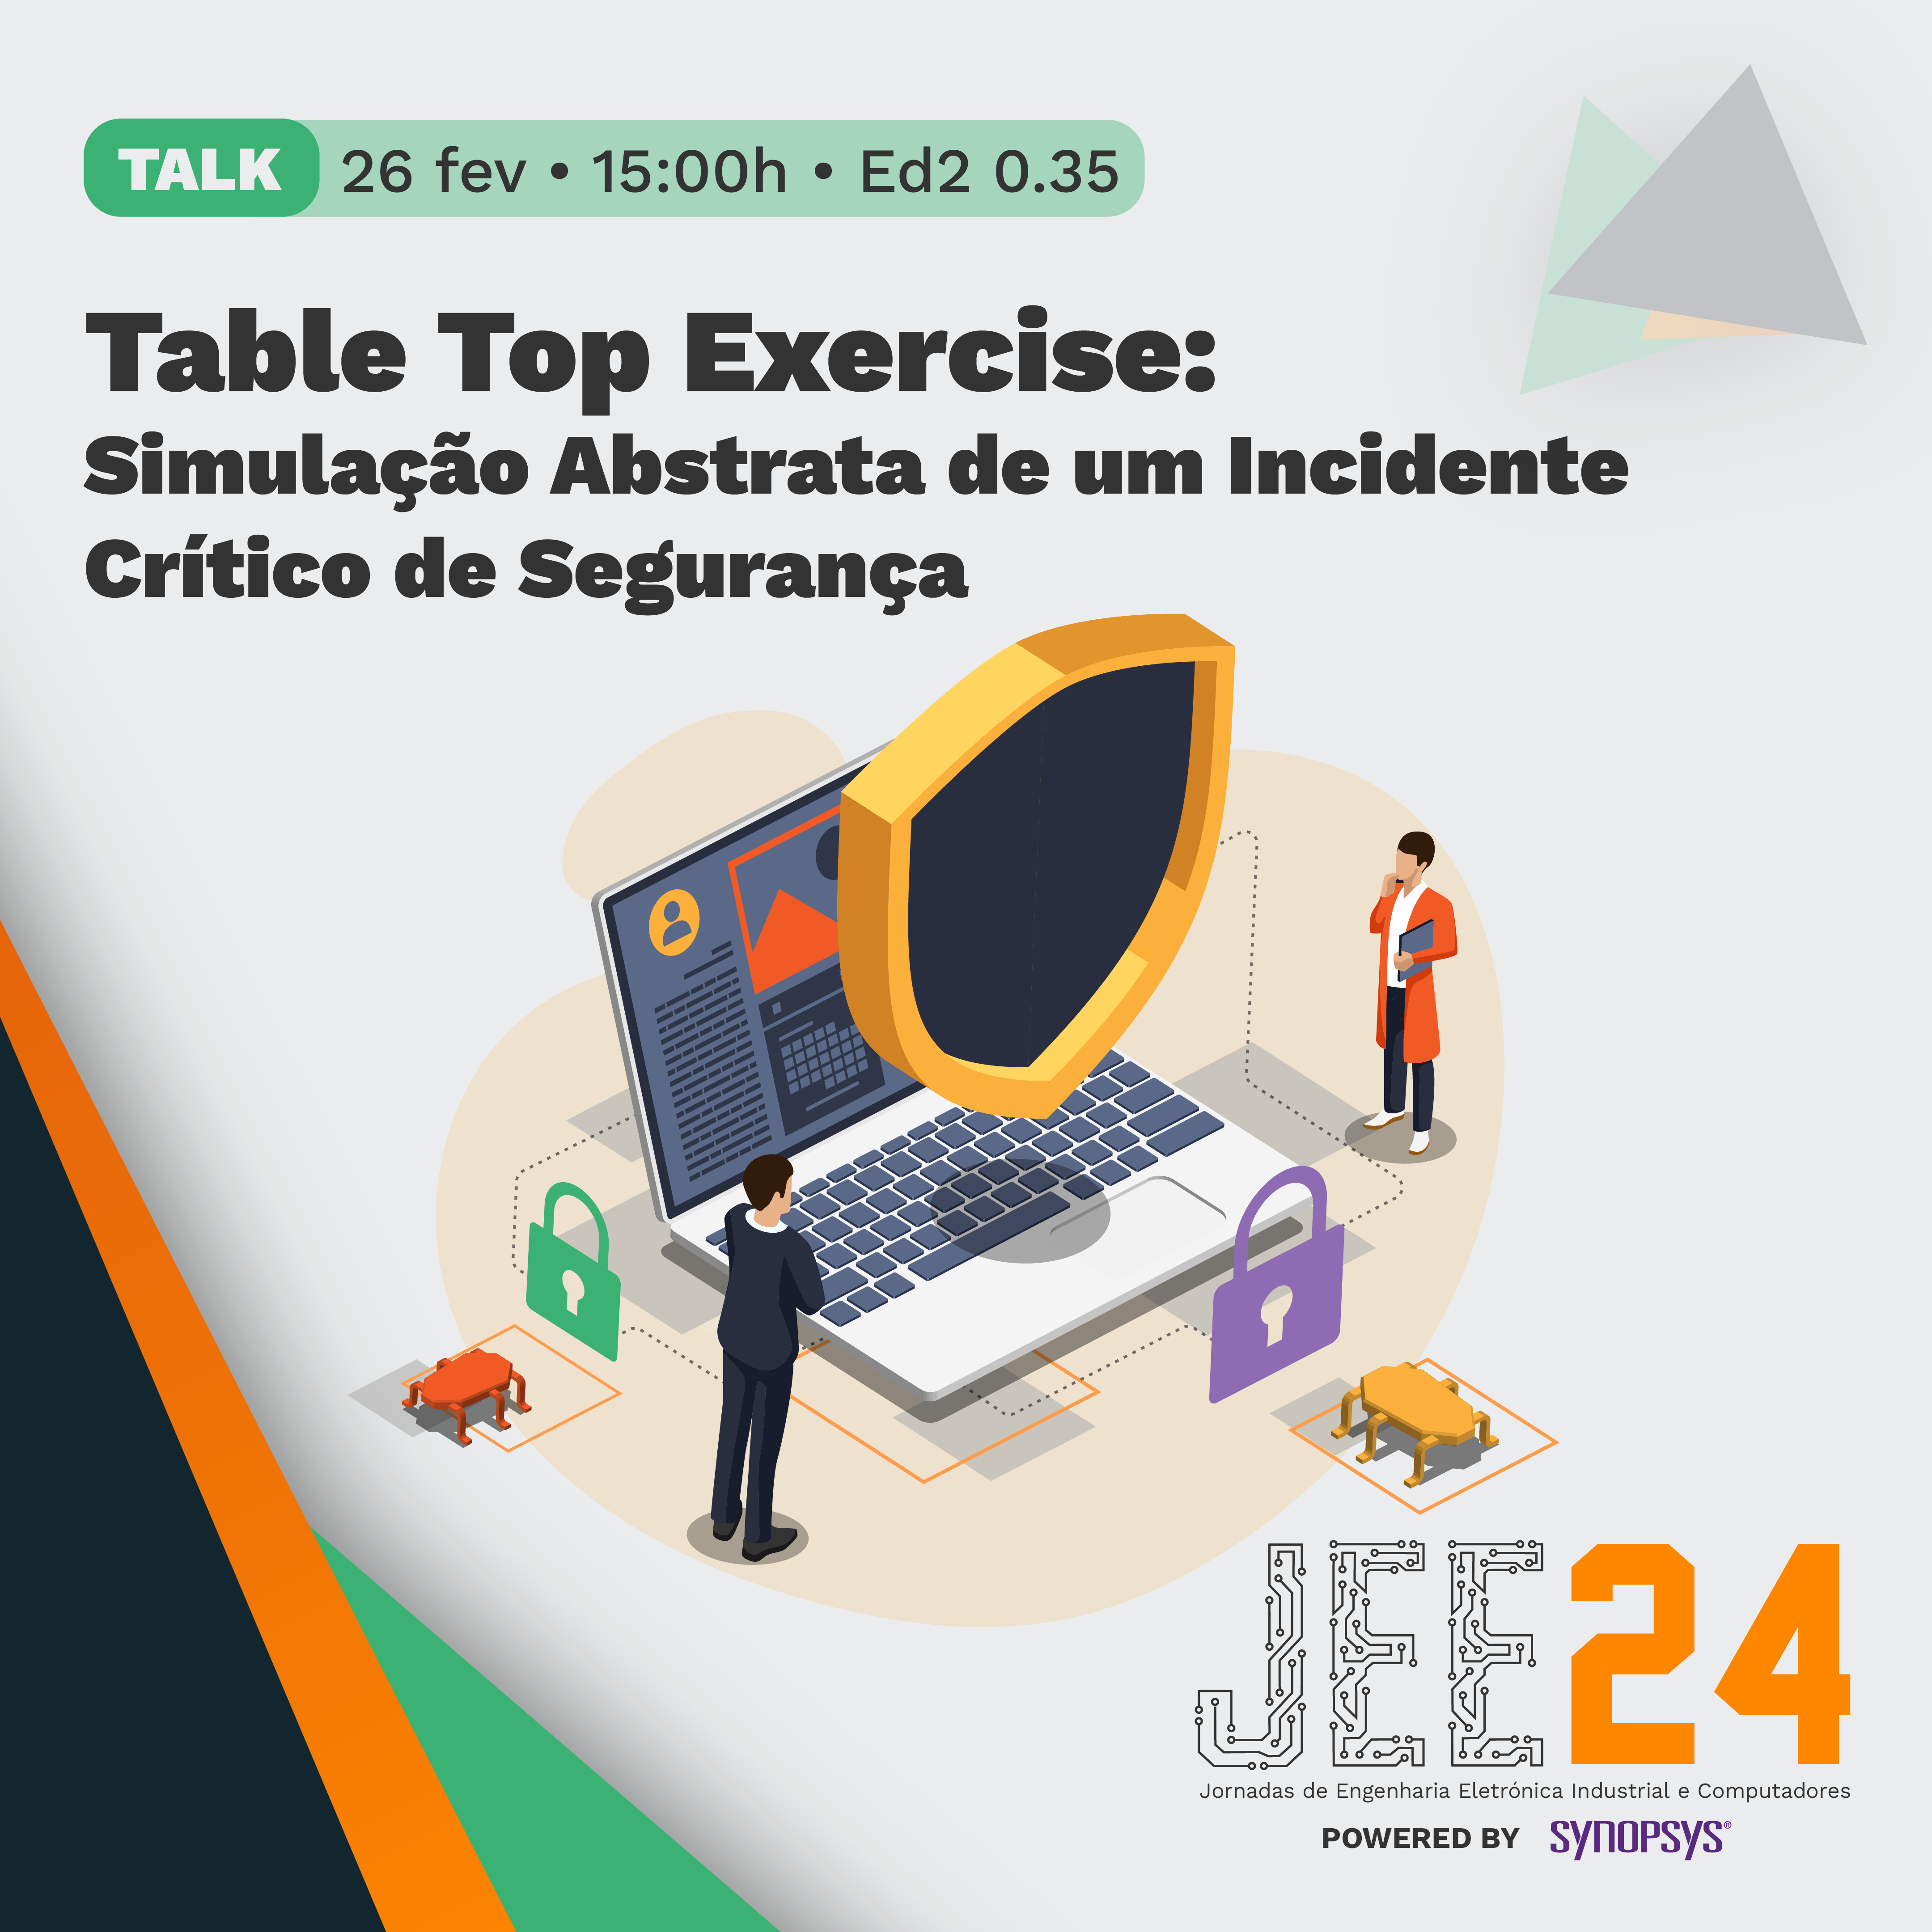 TALK 26 fev • 15:00h • Ed2 0.35
Table Top Exercise:
Simulação Abstrata de um Incidente
Crítico de Segurança
JEE24
Jornadas de Engenharia Eletrónica Industrial e Computadores
POWERED BY SYNOPSYS®